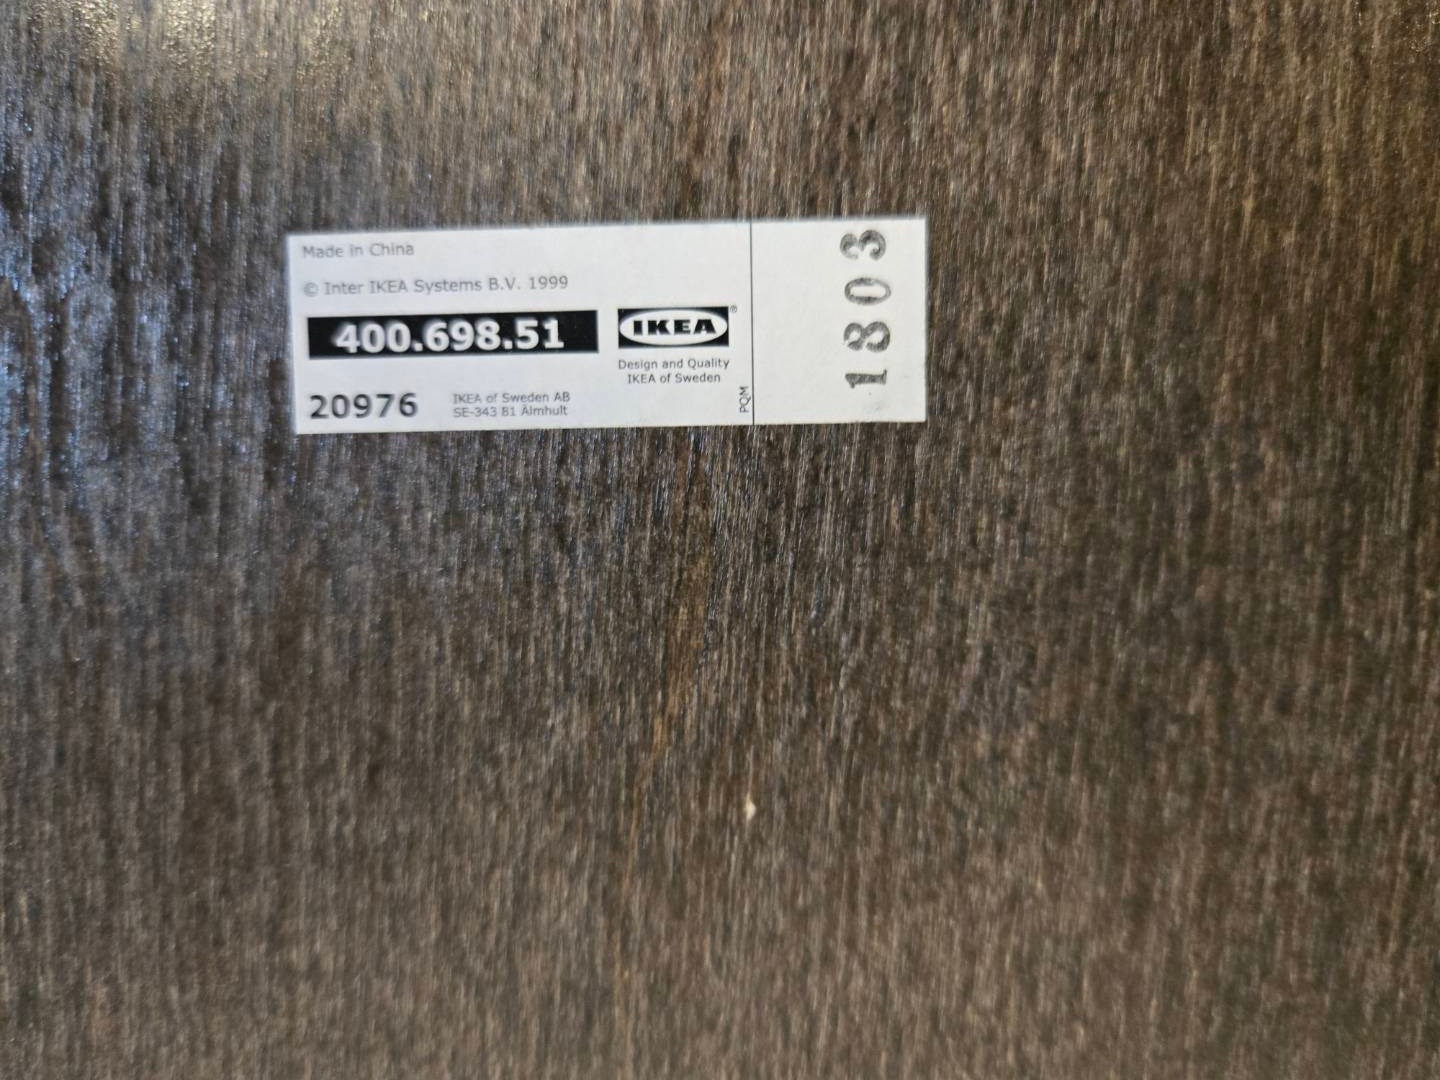 Made in China
© Inter IKEA Systems B.V. 1999
400.698.51
IKEA®
Design and Quality
IKEA of Sweden
20976
IKEA of Sweden AB
SE-343 81 Älmhult
PQM
1803